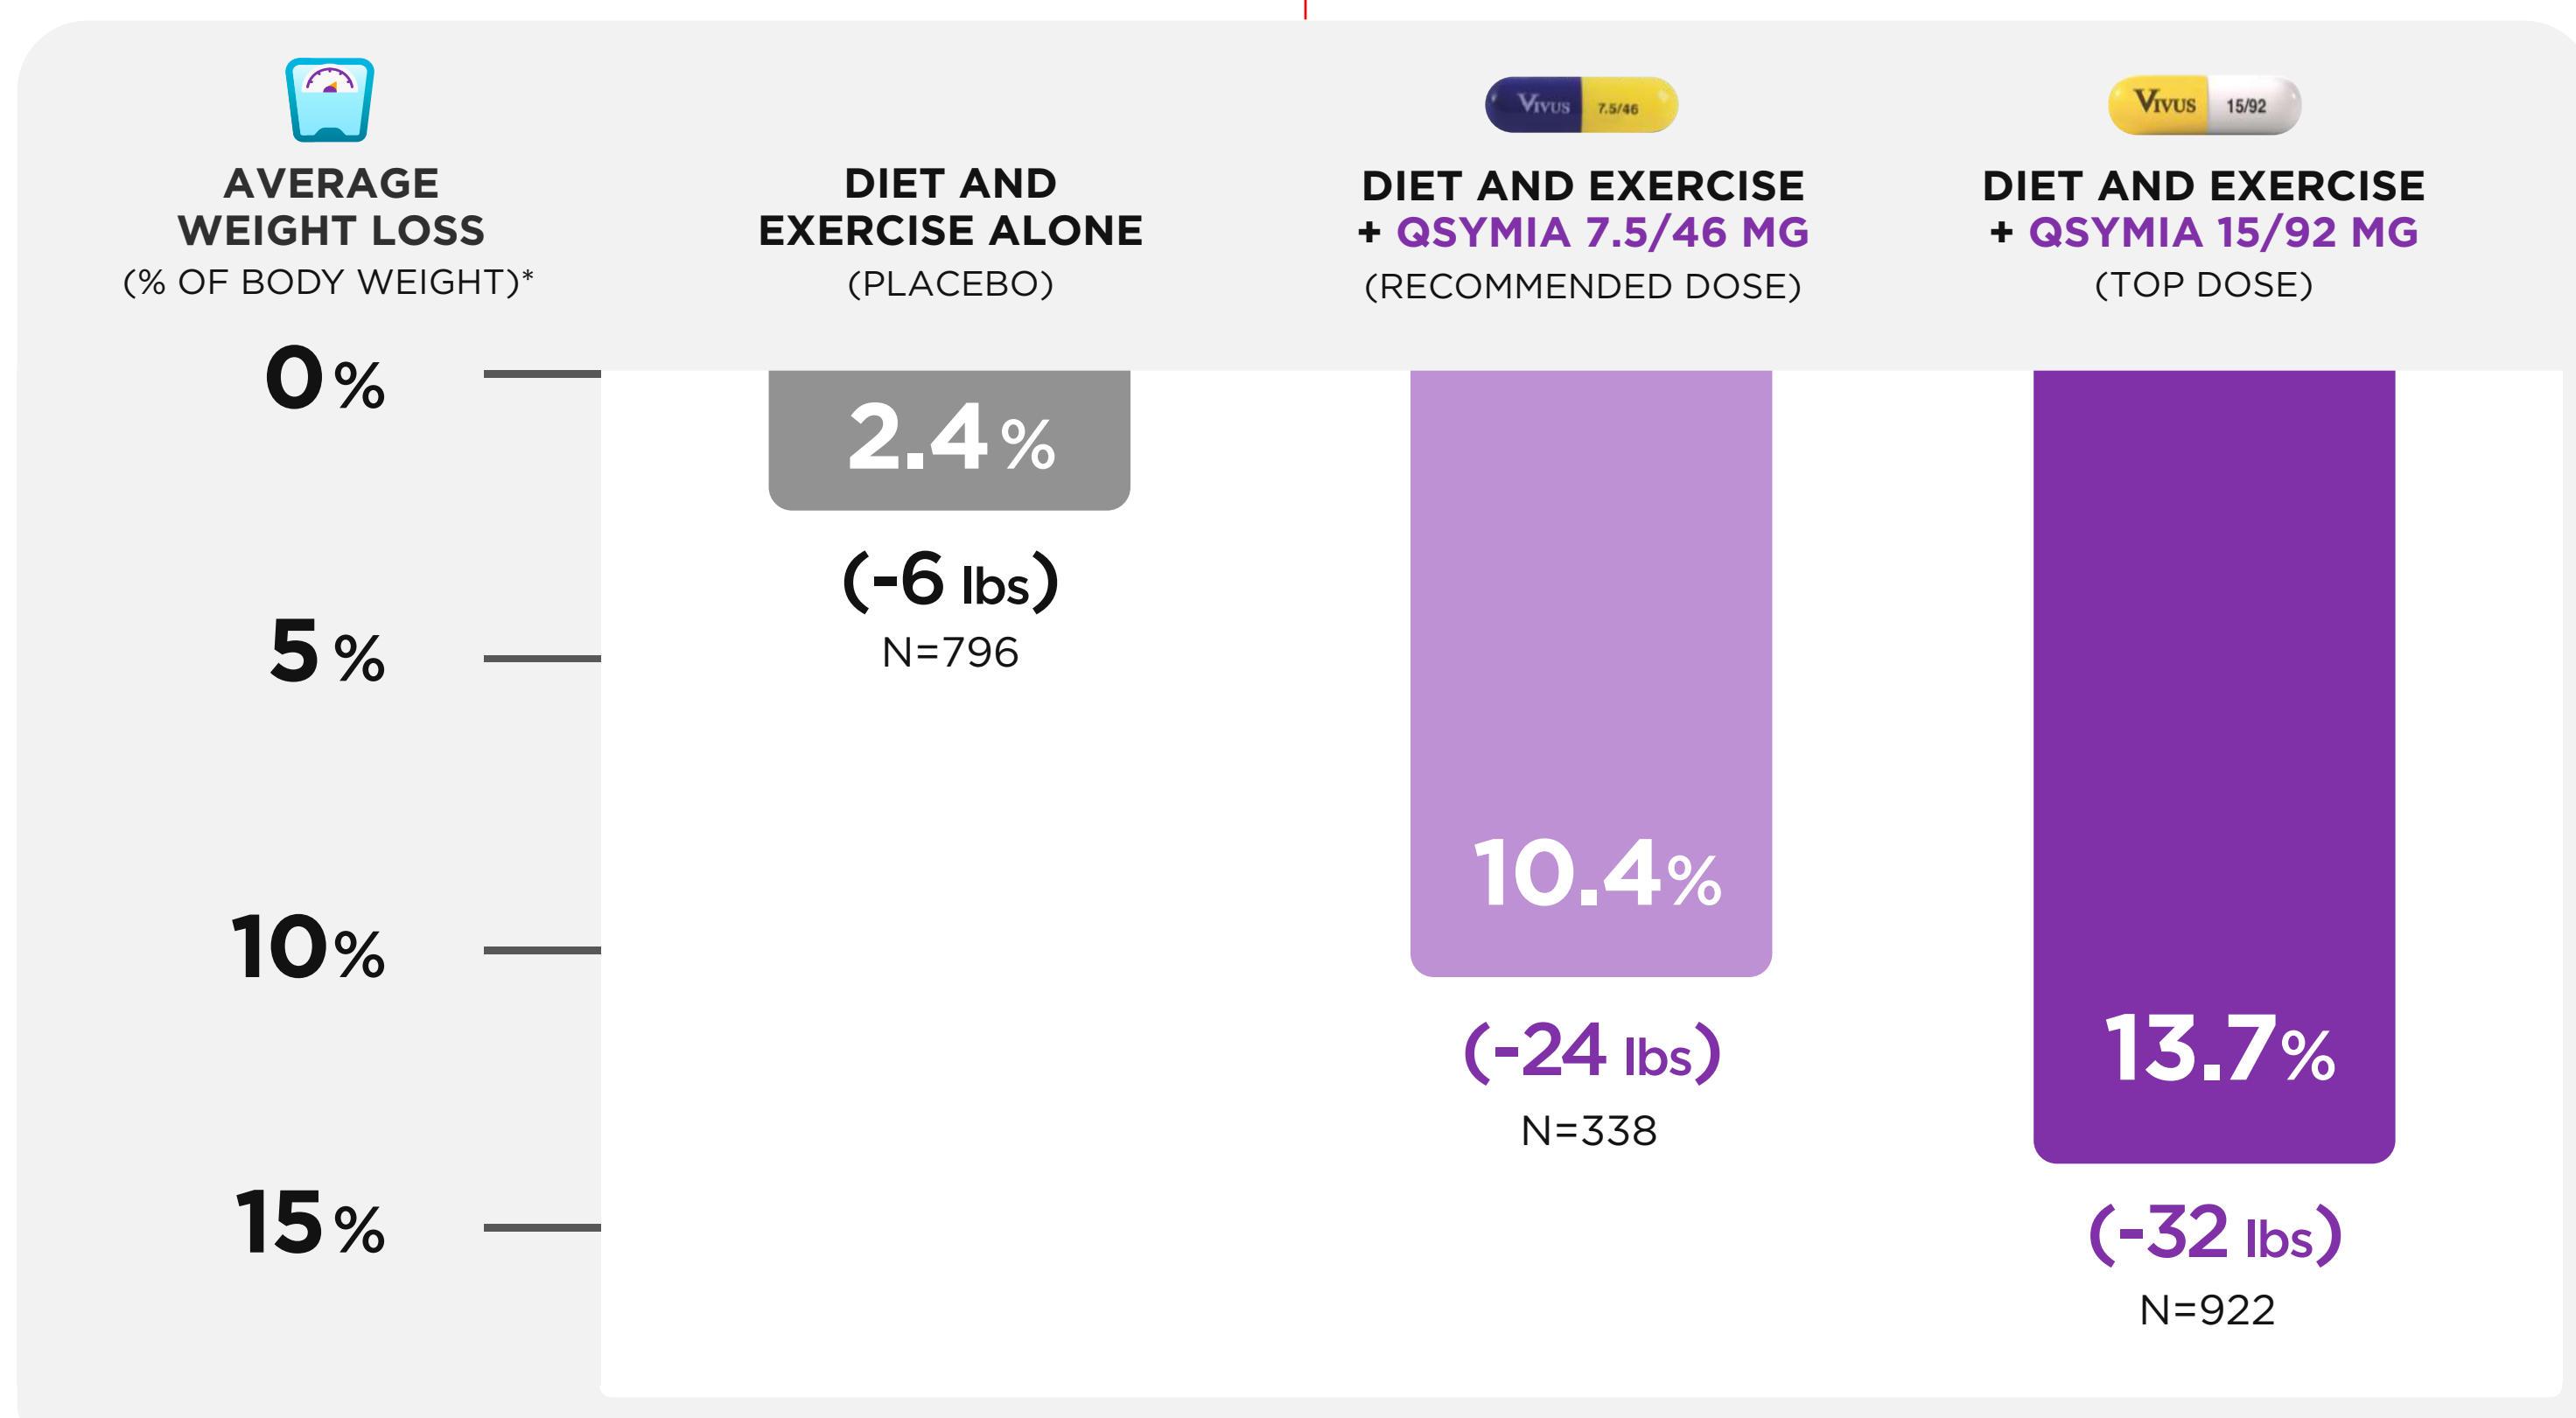 VIVUS 7.5/46
VIVUS 15/92
AVERAGE
WEIGHT LOSS
(% OF BODY WEIGHT)*
DIET AND
EXERCISE ALONE
(PLACEBO)
DIET AND EXERCISE
+ QSYMIA 7.5/46 MG
(RECOMMENDED DOSE)
DIET AND EXERCISE
+ QSYMIA 15/92 MG
(TOP DOSE)
0%
5%
10%
15%
2.4%
(-6 lbs)
N=796
10.4%
(-24 lbs)
N=338
13.7%
(-32 lbs)
N=922